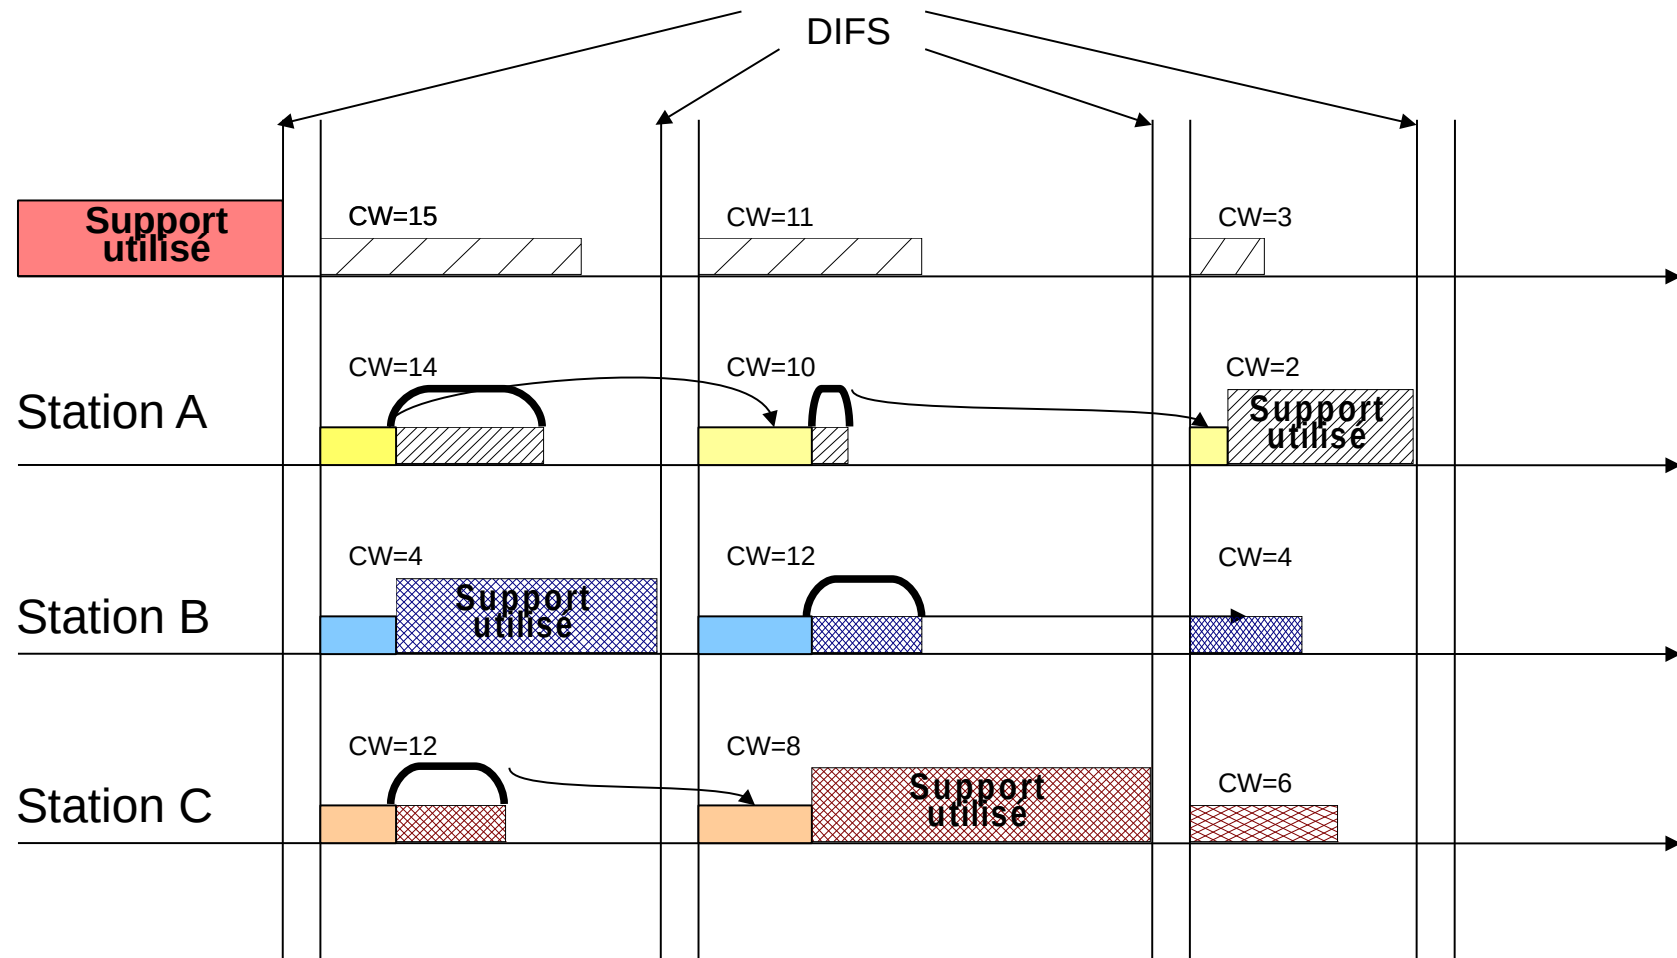 DIFS
Support
utilisé
CW=15
CW=11
CW=3
Station A
CW=14
CW=10
CW=2
Support
utilisé
Station B
CW=4
Support
utilisé
CW=12
CW=4
Station C
CW=12
CW=8
Support
utilisé
CW=6